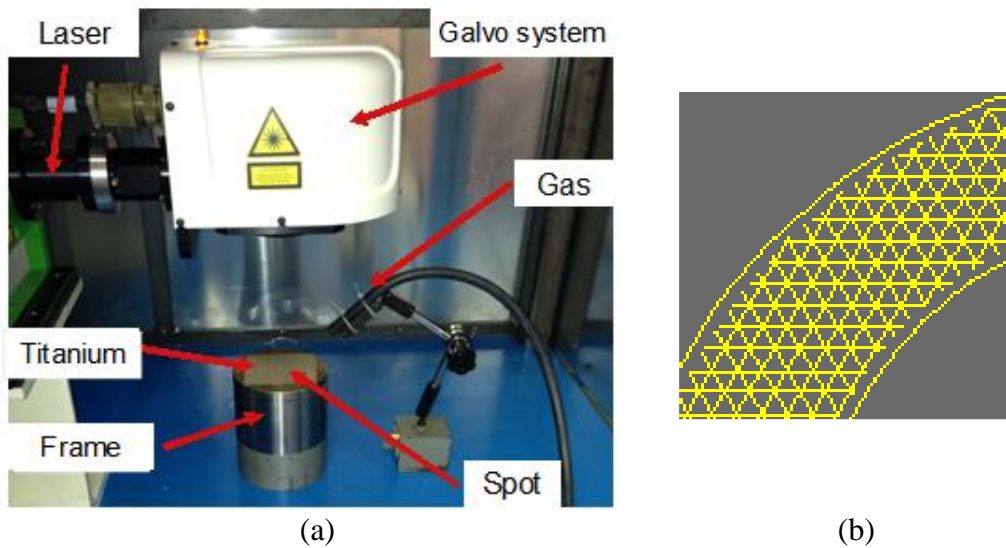 Laser
Galvo system
Gas
Titanium
Frame
Spot
(a)
(b)